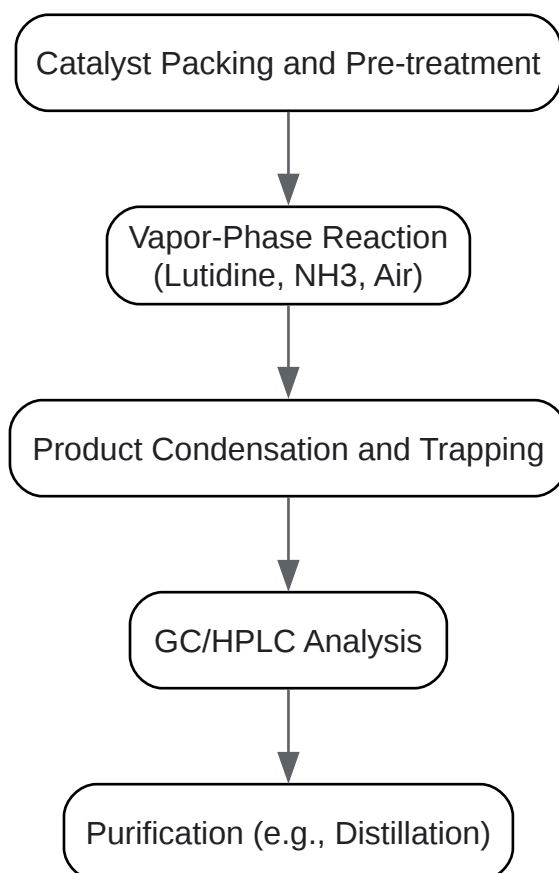 Catalyst Packing and Pre-treatment
Vapor-Phase Reaction
(Lutidine, NH3, Air)
Product Condensation and Trapping
GC/HPLC Analysis
Purification (e.g., Distillation)